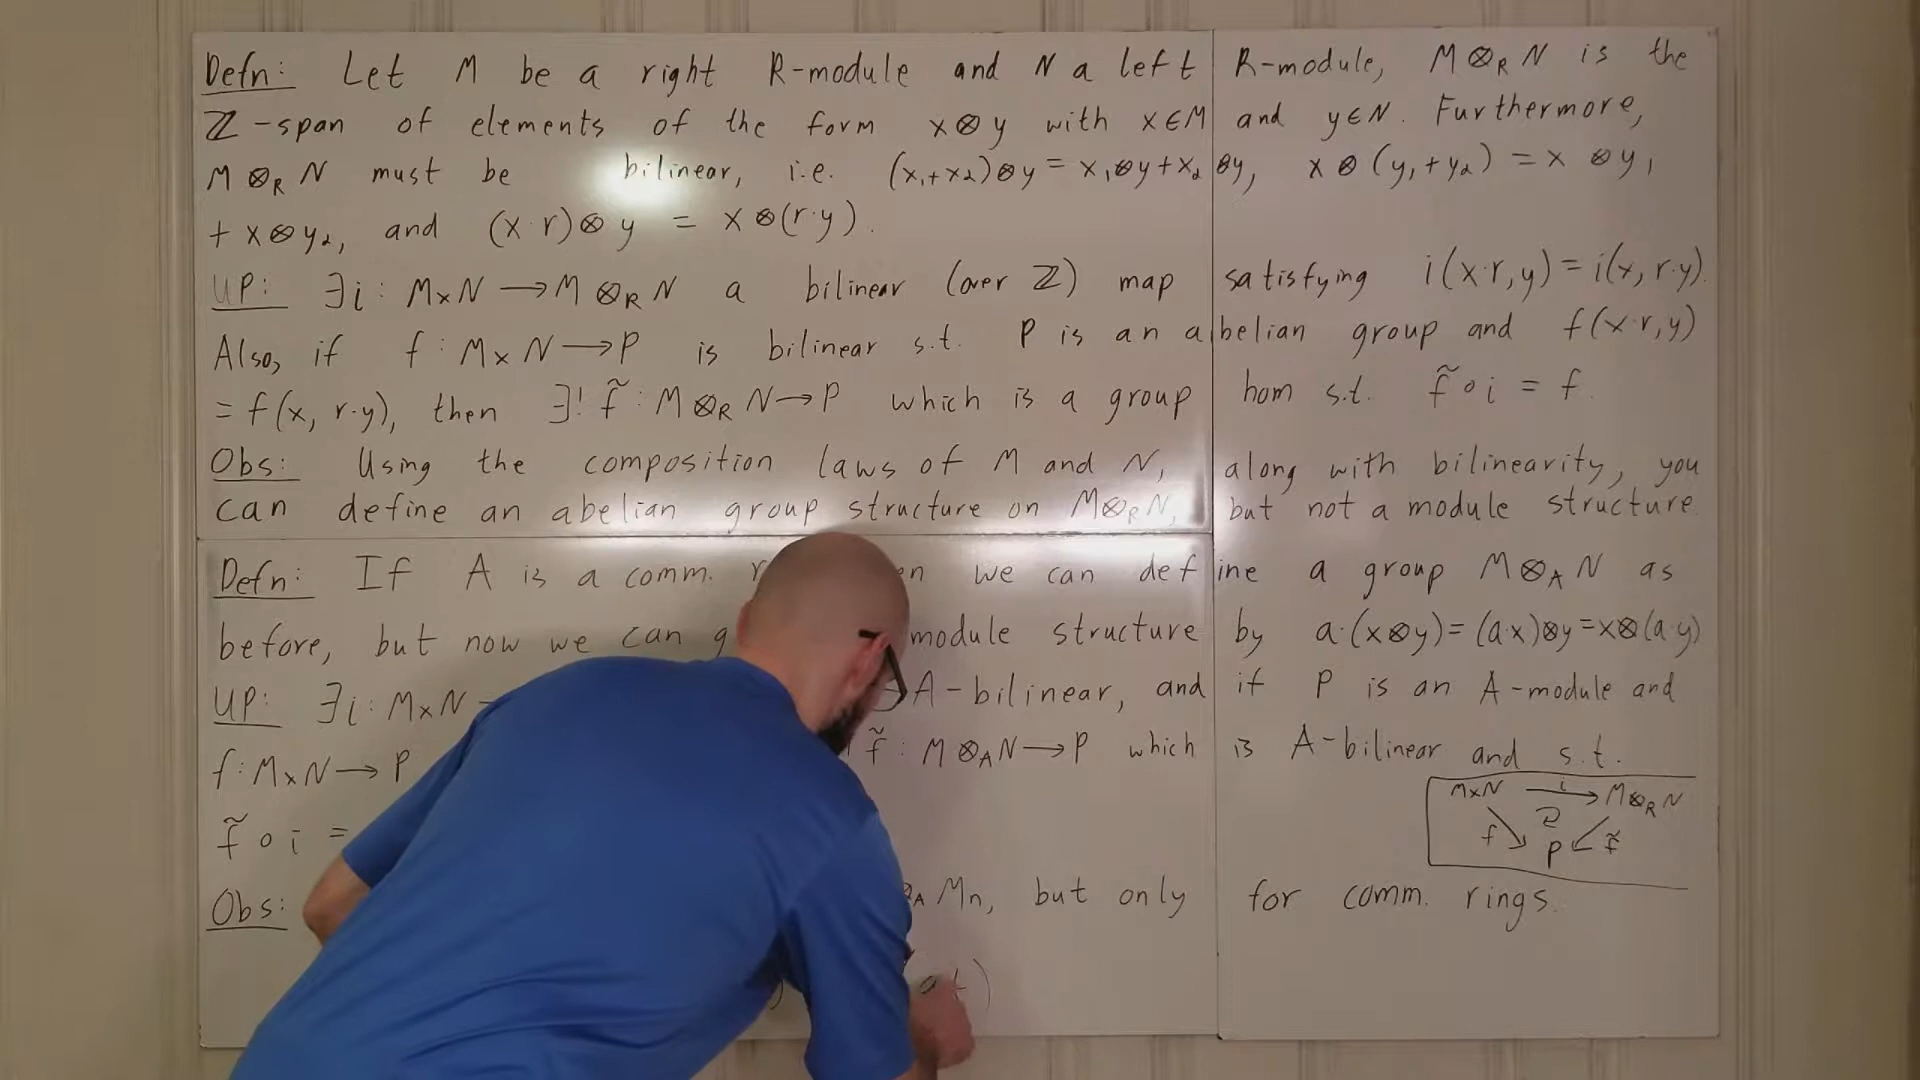 Defn: Let M be a right R-module and N a left R-module, M⊗_R N is the
ℤ-span of elements of the form x⊗y with x∈M and y∈N. Furthermore,
M⊗_R N must be bilinear, i.e. (x₁+x₂)⊗y = x₁⊗y+x₂⊗y, x⊗(y₁+y₂) = x⊗y₁
+ x⊗y₂, and (x·r)⊗y = x⊗(r·y).
UP: ∃i: M×N→M⊗_R N a bilinear (over ℤ) map satisfying i(x·r,y)=i(x, r·y).
Also, if f: M×N→P is bilinear s.t. P is an abelian group and f(x·r,y)
= f(x, r·y), then ∃! f̃: M⊗_R N→P which is a group hom s.t. f̃∘i = f.
Obs: Using the composition laws of M and N, along with bilinearity, you
can define an abelian group structure on M⊗_R N, but not a module structure
Defn: If A is a comm. we can define a group M⊗_A N as
before, but now we can module structure by a·(x⊗y)=(a·x)⊗y=x⊗(a·y)
UP: ∃i: M×N A-bilinear, and if P is an A-module and
f: M×N→P f̃: M⊗_A N→P which is A-bilinear and s.t.
f̃∘i =
M×N i→ M⊗_R N
f f̃
P
Obs: ⊗_A Mn, but only for comm. rings.